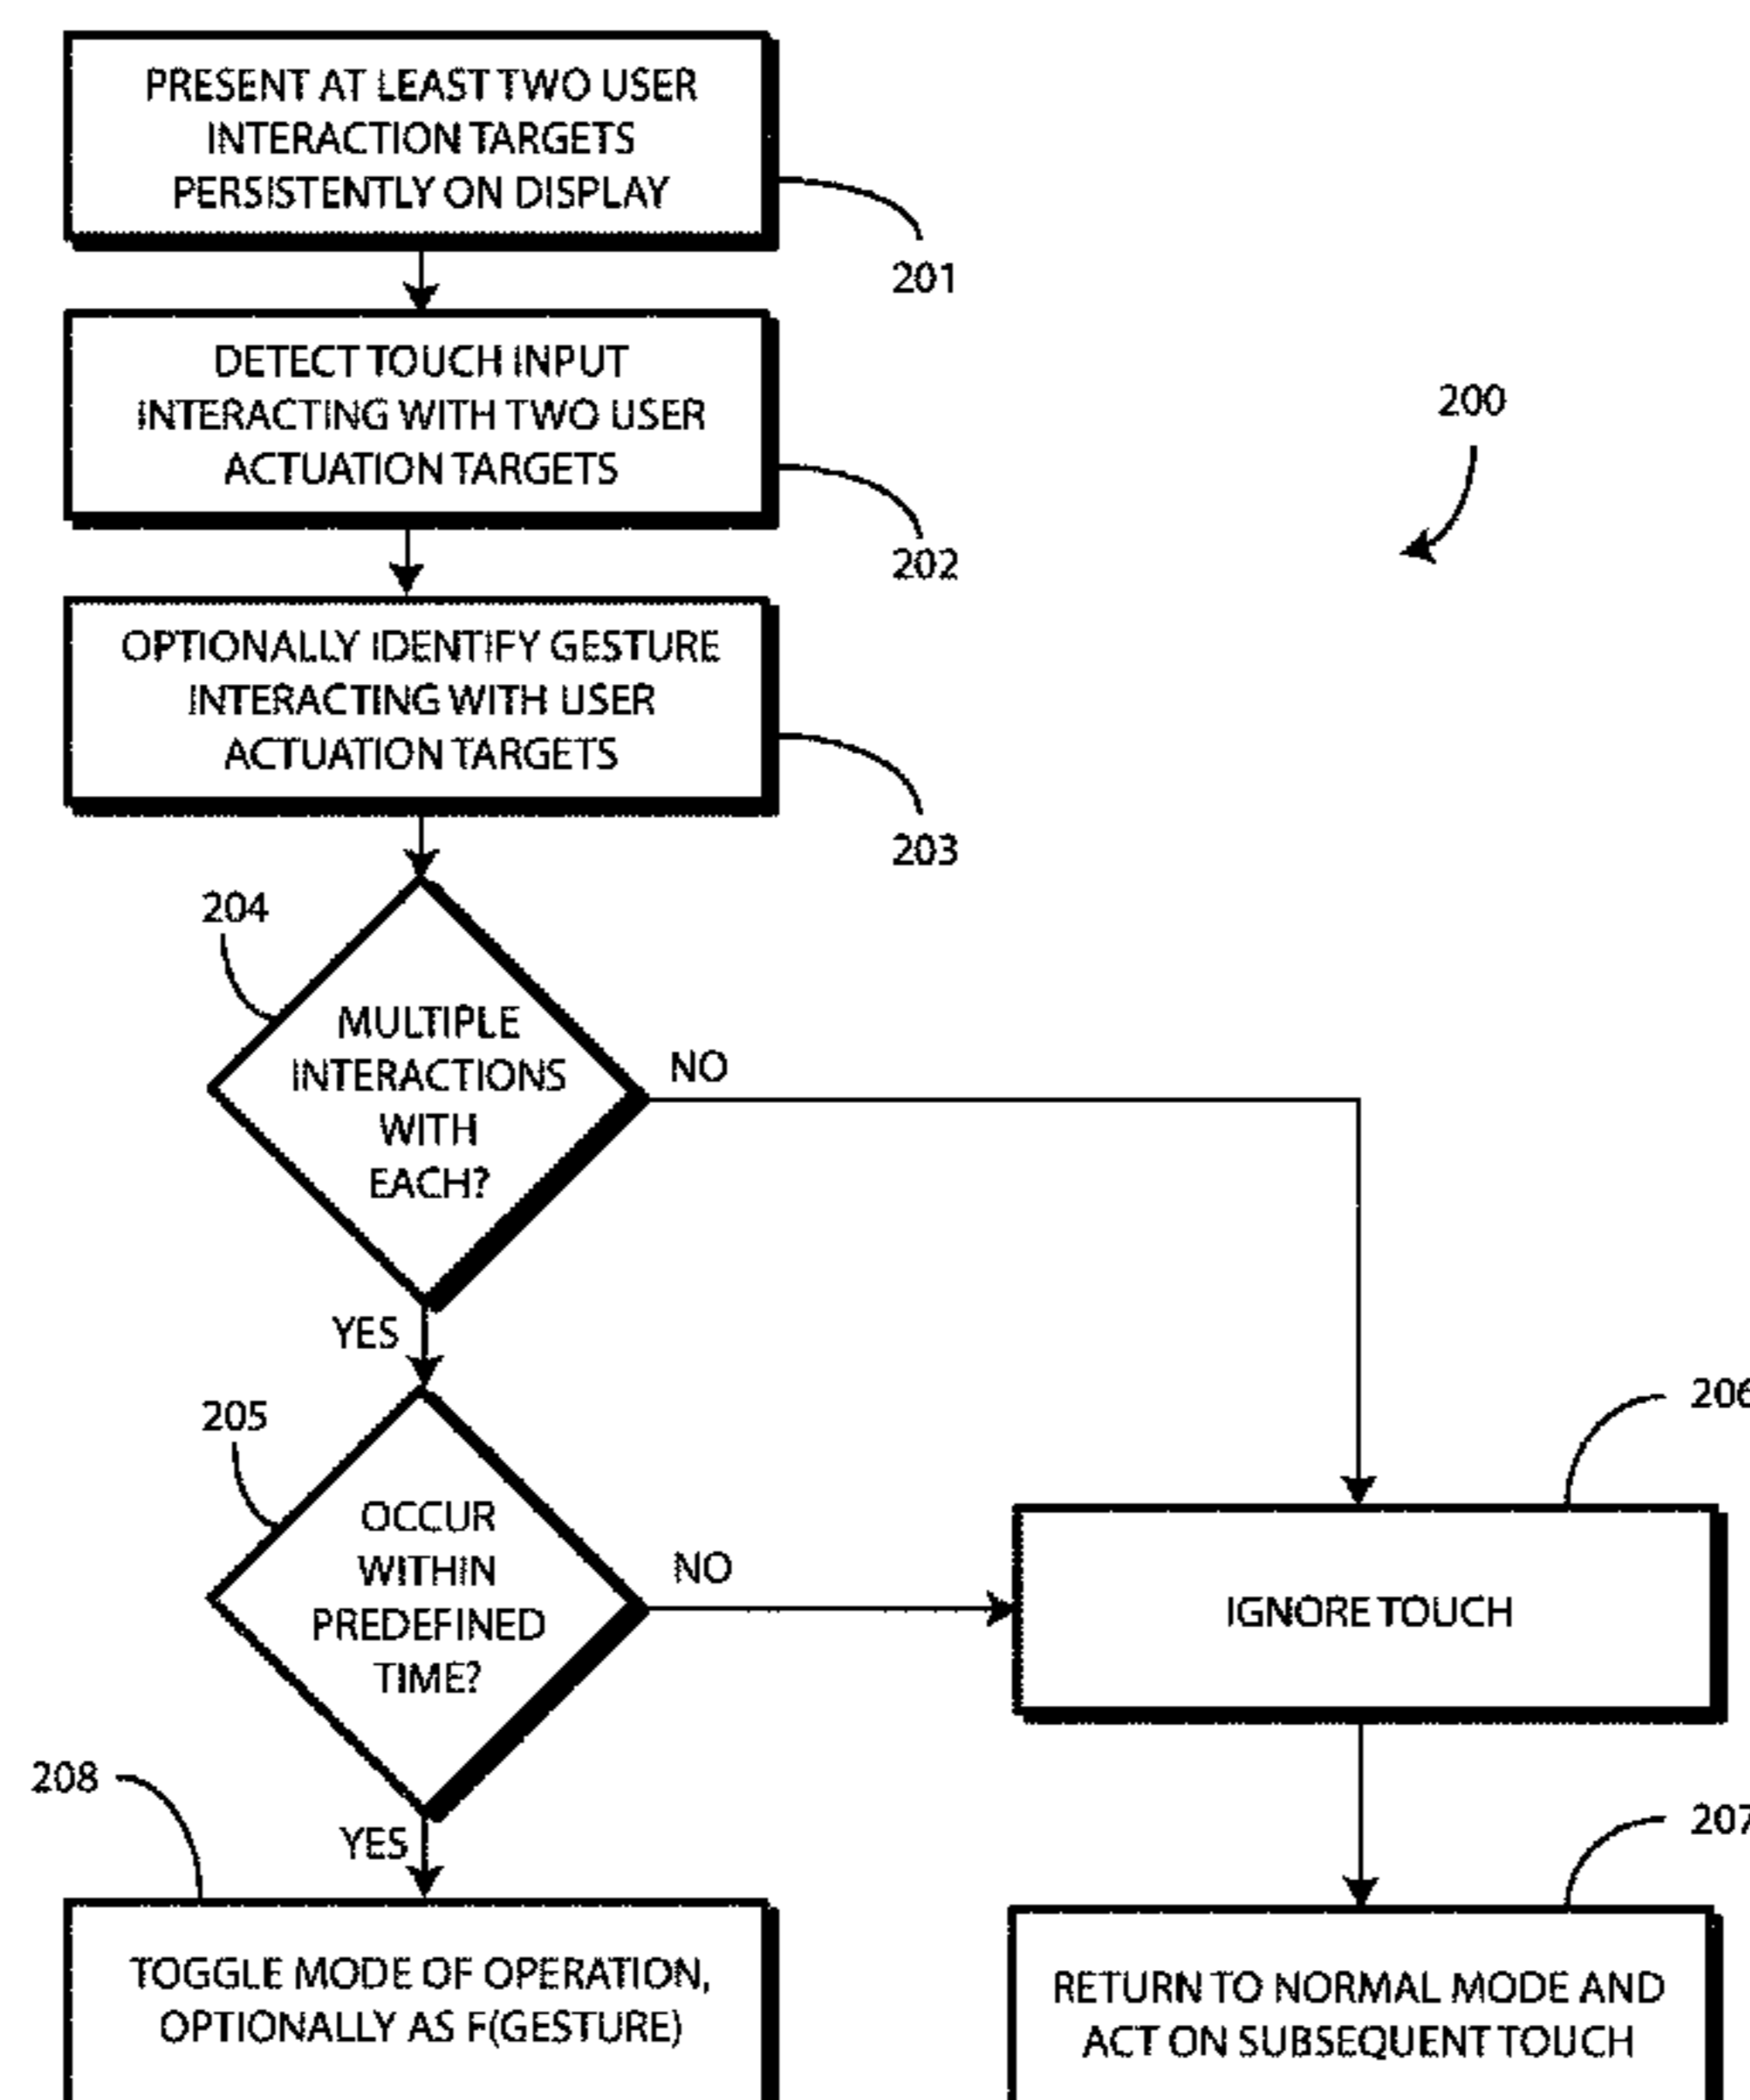 PRESENT AT LEAST TWO USER
INTERACTION TARGETS
PERSISTENTLY ON DISPLAY
201
DETECT TOUCH INPUT
INTERACTING WITH TWO USER
ACTUATION TARGETS
202
200
OPTIONALLY IDENTIFY GESTURE
INTERACTING WITH USER
ACTUATION TARGETS
203
204
MULTIPLE
INTERACTIONS
WITH
EACH?
NO
YES
205
OCCUR
WITHIN
PREDEFINED
TIME?
NO
206
IGNORE TOUCH
YES
208
TOGGLE MODE OF OPERATION,
OPTIONALLY AS F(GESTURE)
207
RETURN TO NORMAL MODE AND
ACT ON SUBSEQUENT TOUCH